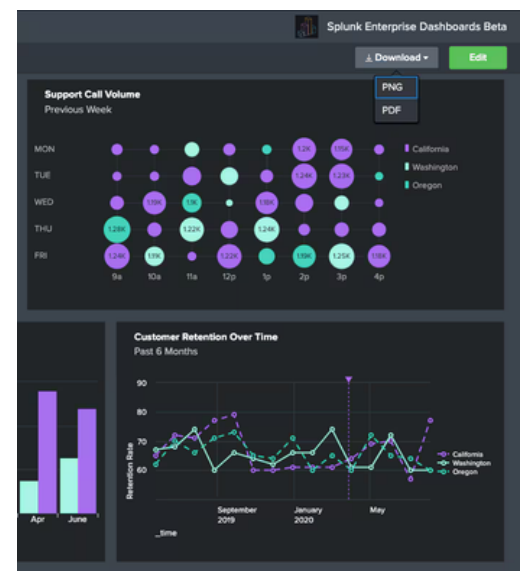 Splunk Enterprise Dashboards Beta
Download
Edit
PNG
PDF
Support Call Volume
Previous Week
MON
1.2K 1.15K
TUE
1.24K 1.23K
WED
1.19K 1.1K 1.18K
THU
1.28K 1.22K 1.24K
FRI
1.24K 1.11K 1.22K 1.19K 1.25K 1.18K
9a 10a 11a 12p 1p 2p 3p 4p
California
Washington
Oregon
Apr June
Customer Retention Over Time
Past 6 Months
Retention Rate
90
80
70
60
September
2019
January
2020
May
_time
California
Washington
Oregon